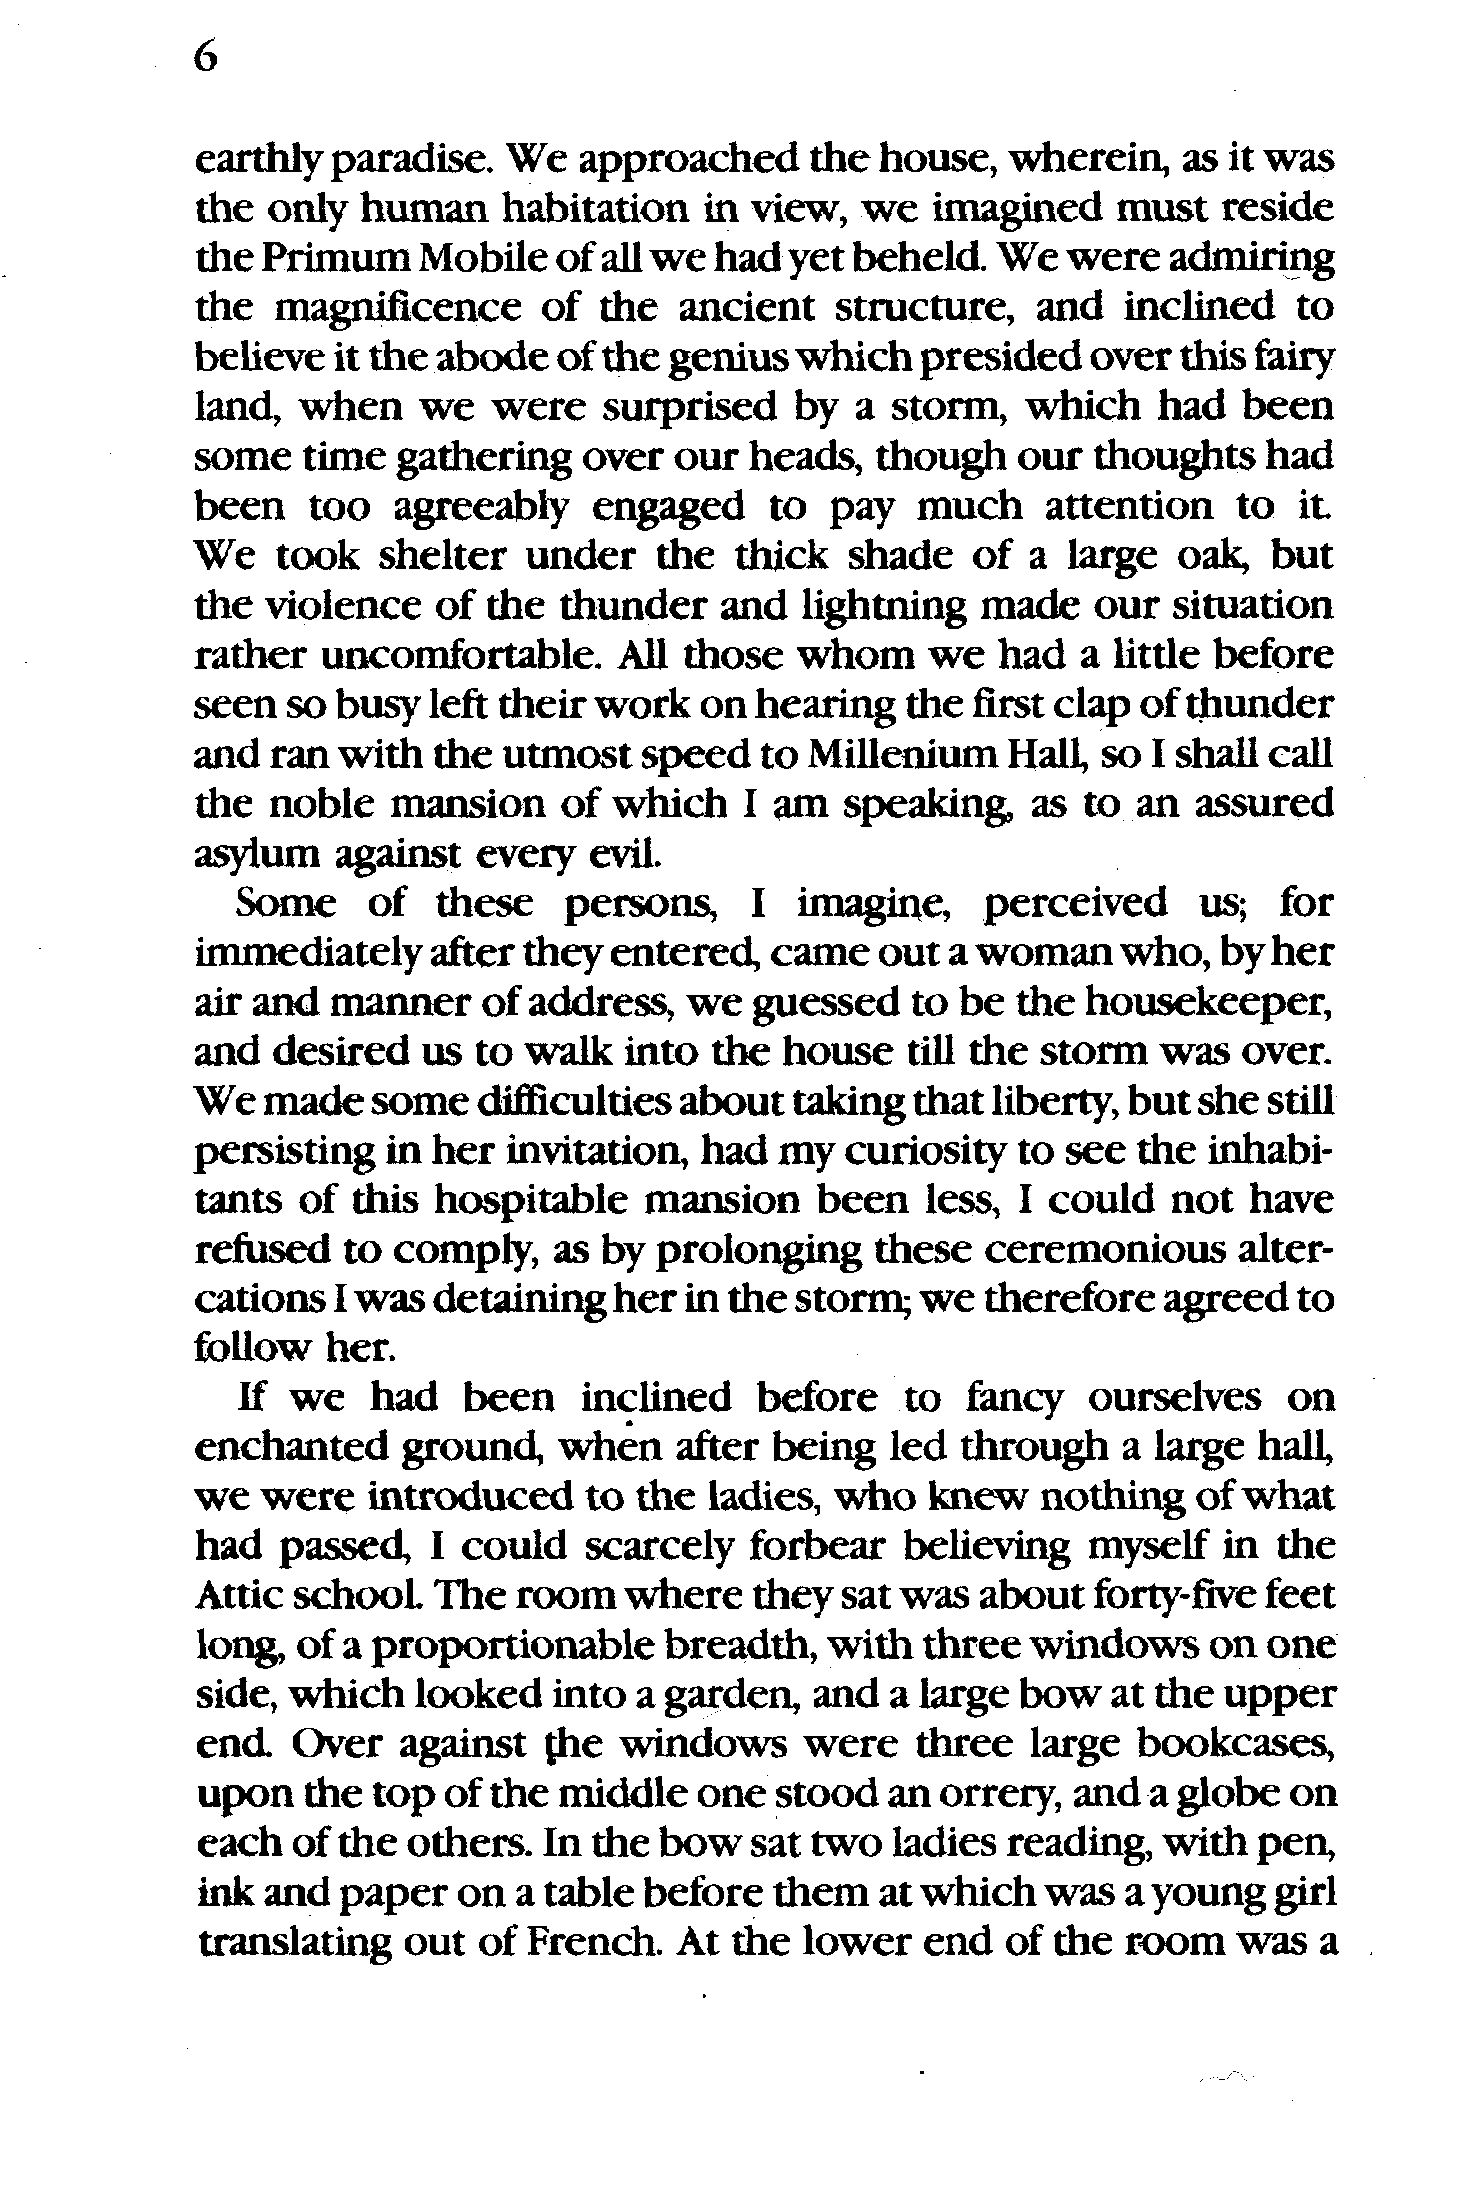 6
earthly paradise. We approached the house, wherein, as it was
the only human habitation in view, we imagined must reside
the Primum Mobile of all we had yet beheld. We were admiring
the magnificence of the ancient structure, and inclined to
believe it the abode of the genius which presided over this fairy
land, when we were surprised by a storm, which had been
some time gathering over our heads, though our thoughts had
been too agreeably engaged to pay much attention to it.
We took shelter under the thick shade of a large oak, but
the violence of the thunder and lightning made our situation
rather uncomfortable. All those whom we had a little before
seen so busy left their work on hearing the first clap of thunder
and ran with the utmost speed to Millenium Hall, so I shall call
the noble mansion of which I am speaking, as to an assured
asylum against every evil.
Some of these persons, I imagine, perceived us; for
immediately after they entered, came out a woman who, by her
air and manner of address, we guessed to be the housekeeper,
and desired us to walk into the house till the storm was over.
We made some difficulties about taking that liberty, but she still
persisting in her invitation, had my curiosity to see the inhabi-
tants of this hospitable mansion been less, I could not have
refused to comply, as by prolonging these ceremonious alter-
cations I was detaining her in the storm; we therefore agreed to
follow her.
If we had been inclined before to fancy ourselves on
enchanted ground, when after being led through a large hall,
we were introduced to the ladies, who knew nothing of what
had passed, I could scarcely forbear believing myself in the
Attic school. The room where they sat was about forty-five feet
long, of a proportionable breadth, with three windows on one
side, which looked into a garden, and a large bow at the upper
end. Over against the windows were three large bookcases,
upon the top of the middle one stood an orrery, and a globe on
each of the others. In the bow sat two ladies reading, with pen,
ink and paper on a table before them at which was a young girl
translating out of French. At the lower end of the room was a